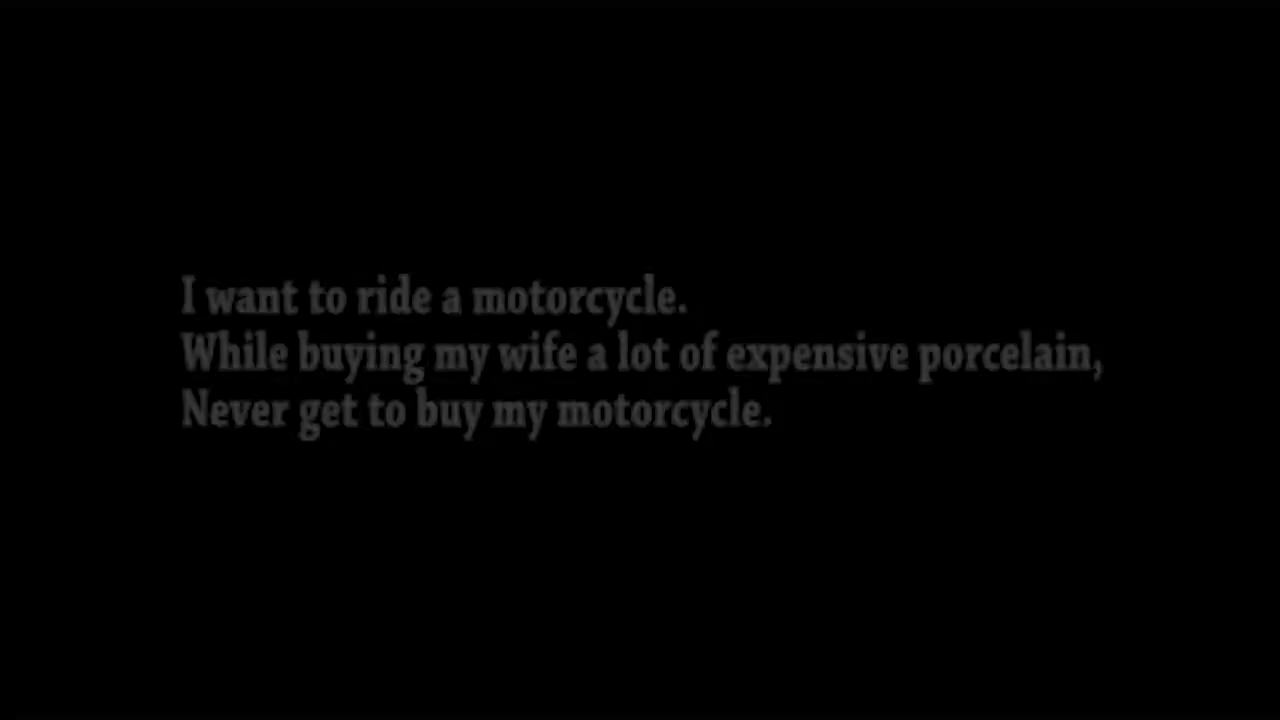 I want to ride a motorcycle.
While buying my wife a lot of expensive porcelain,
Never get to buy my motorcycle.